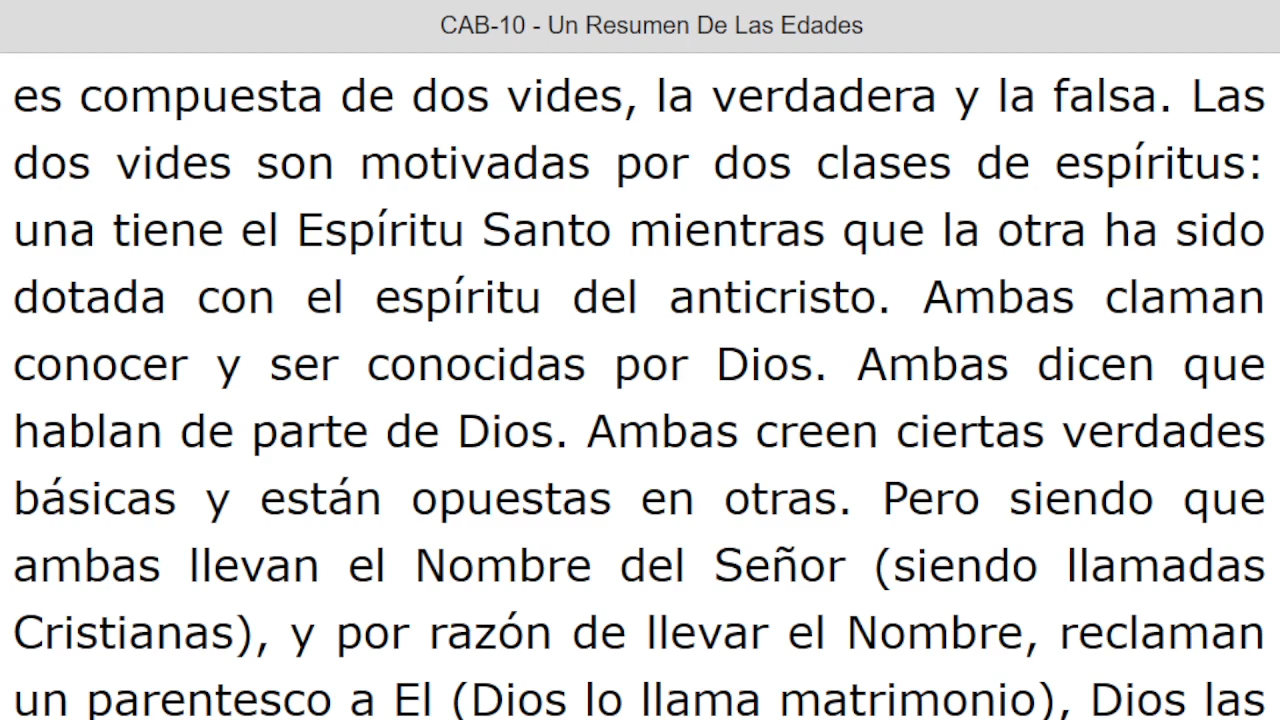 CAB-10 - Un Resumen De Las Edades
es compuesta de dos vides, la verdadera y la falsa. Las
dos vides son motivadas por dos clases de espíritus:
una tiene el Espíritu Santo mientras que la otra ha sido
dotada con el espíritu del anticristo. Ambas claman
conocer y ser conocidas por Dios. Ambas dicen que
hablan de parte de Dios. Ambas creen ciertas verdades
básicas y están opuestas en otras. Pero siendo que
ambas llevan el Nombre del Señor (siendo llamadas
Cristianas), y por razón de llevar el Nombre, reclaman
un parentesco a El (Dios lo llama matrimonio), Dios las